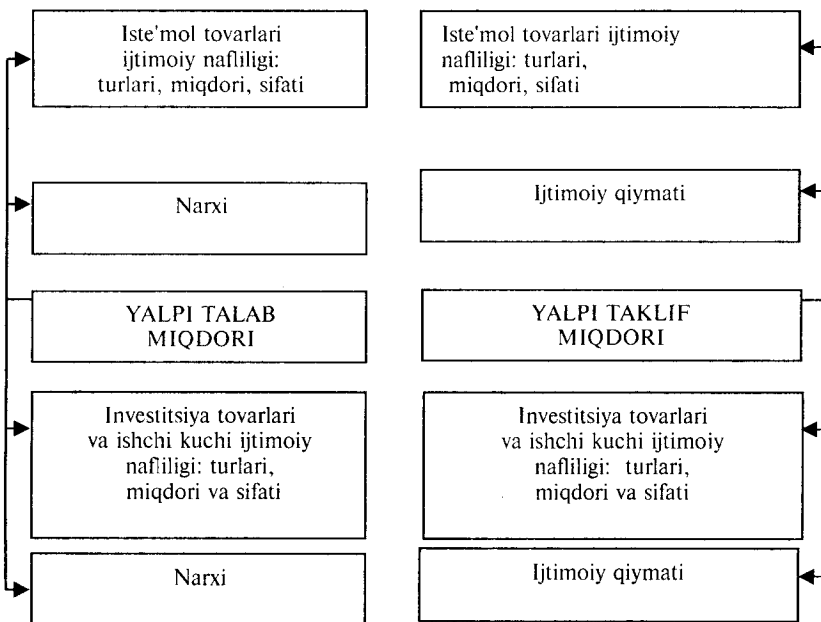 Iste'mol tovarlari
ijtimoiy nafliligi:
turlari, miqdori, sifati
Narxi
YALPI TALAB
MIQDORI
Investitsiya tovarlari
va ishchi kuchi ijtimoiy
nafliligi: turlari,
miqdori va sifati
Narxi
Iste'mol tovarlari ijtimoiy
nafliligi: turlari,
miqdori, sifati
Ijtimoiy qiymati
YALPI TAKLIF
MIQDORI
Investitsiya tovarlari
va ishchi kuchi ijtimoiy
nafliligi: turlari,
miqdori va sifati
Ijtimoiy qiymati